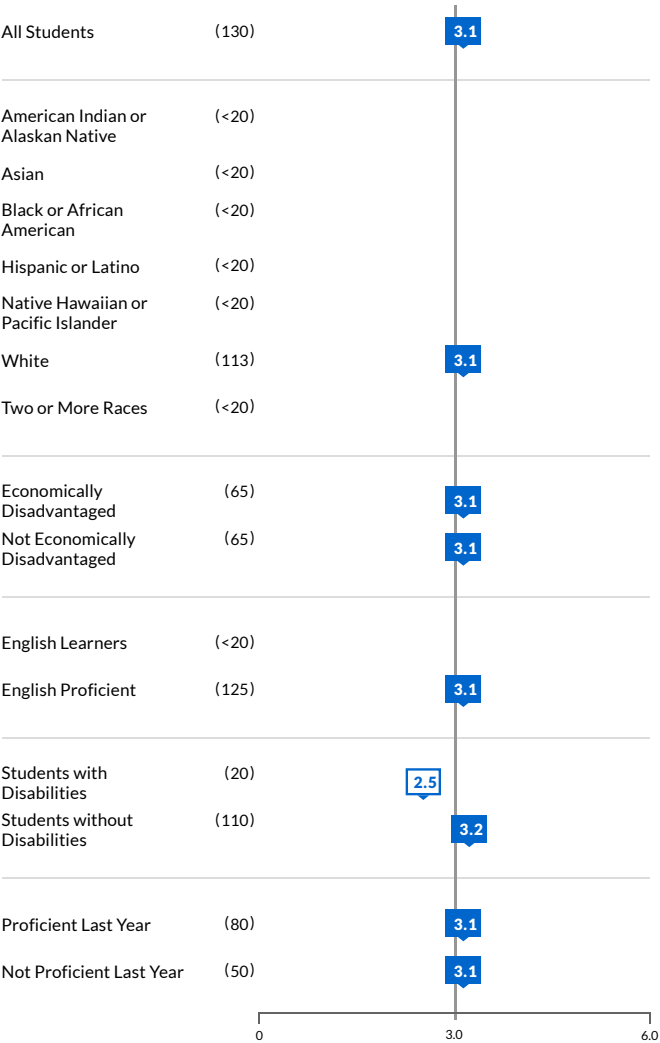 All Students (130) 3.1
American Indian or (<20)
Alaskan Native
Asian (<20)
Black or African (<20)
American
Hispanic or Latino (<20)
Native Hawaiian or (<20)
Pacific Islander
White (113) 3.1
Two or More Races (<20)
Economically (65) 3.1
Disadvantaged
Not Economically (65) 3.1
Disadvantaged
English Learners (<20)
English Proficient (125) 3.1
Students with (20) 2.5
Disabilities
Students without (110) 3.2
Disabilities
Proficient Last Year (80) 3.1
Not Proficient Last Year (50) 3.1
0 3.0 6.0